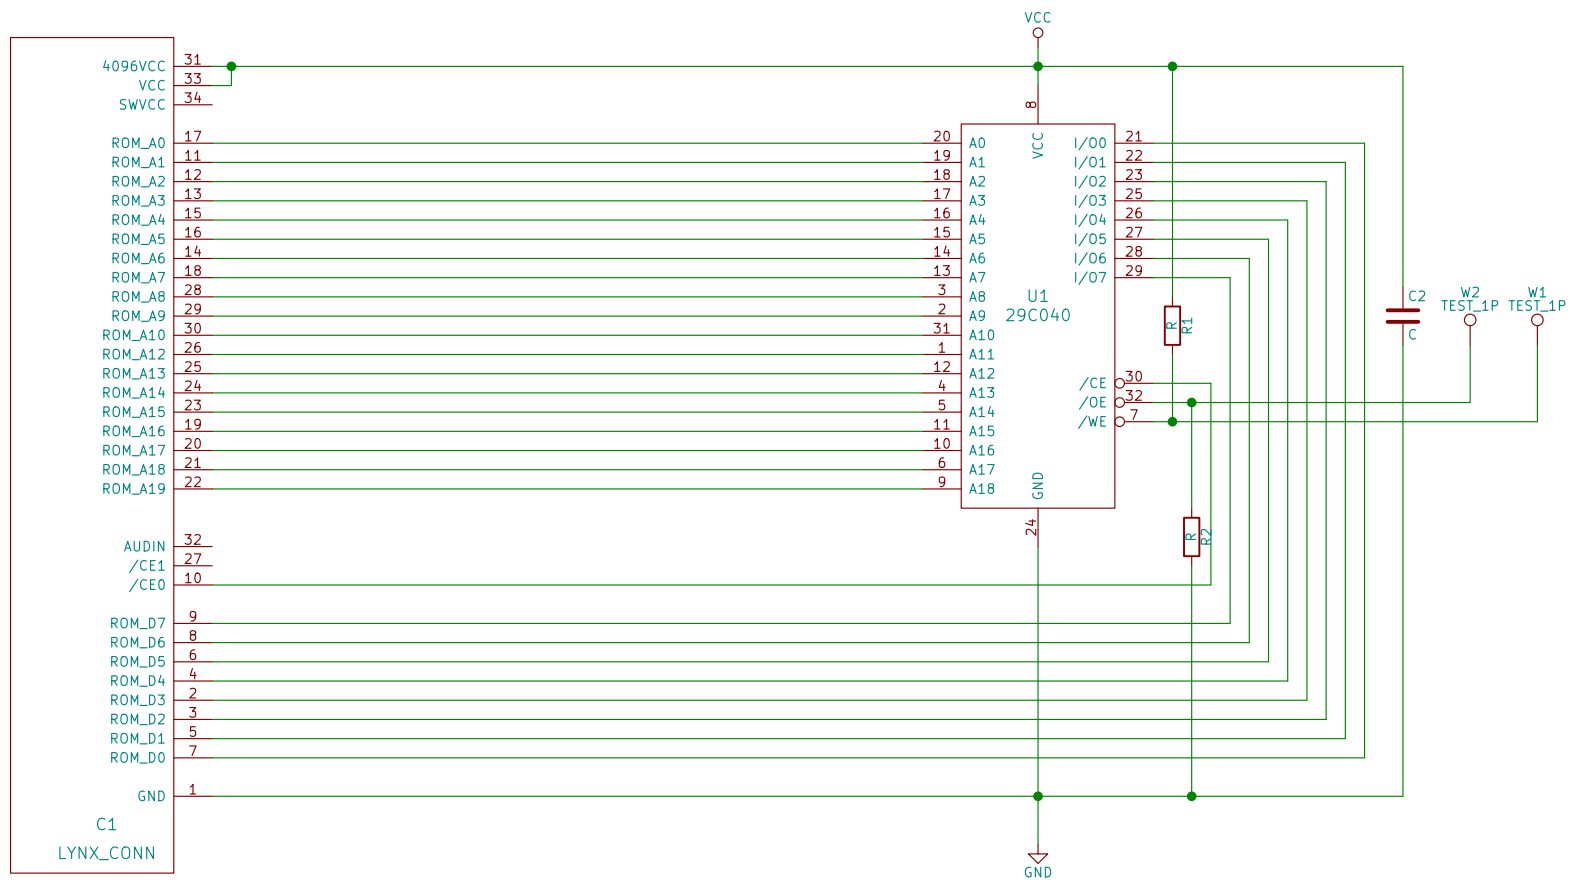 VCC
4096VCC 31
VCC 33
SWVCC 34
8
VCC
ROM_A0 17 20 A0 I/O0 21
ROM_A1 11 19 A1 I/O1 22
ROM_A2 12 18 A2 I/O2 23
ROM_A3 13 17 A3 I/O3 25
ROM_A4 15 16 A4 I/O4 26
ROM_A5 16 15 A5 I/O5 27
ROM_A6 14 14 A6 I/O6 28
ROM_A7 18 13 A7 I/O7 29
ROM_A8 28 3 A8
ROM_A9 29 2 A9
ROM_A10 30 31 A10
ROM_A12 26 1 A11
ROM_A13 25 12 A12
ROM_A14 24 4 A13
ROM_A15 23 5 A14
ROM_A16 19 11 A15
ROM_A17 20 10 A16
ROM_A18 21 6 A17
ROM_A19 22 9 A18
U1
29C040
/CE 30
/OE 32
/WE 7
GND
24
R R1
R R2
C2
C
W2
TEST_1P
W1
TEST_1P
AUDIN 32
/CE1 27
/CE0 10
ROM_D7 9
ROM_D6 8
ROM_D5 6
ROM_D4 4
ROM_D3 2
ROM_D2 3
ROM_D1 5
ROM_D0 7
GND 1
C1
LYNX_CONN
GND